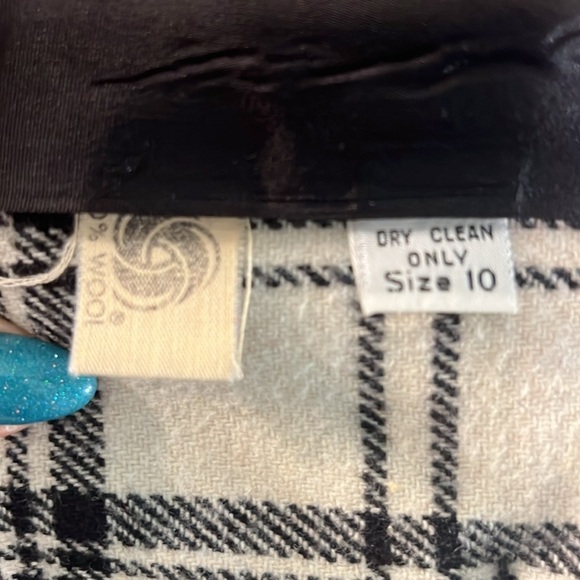 0% WOOL
®
DRY CLEAN
ONLY
Size 10